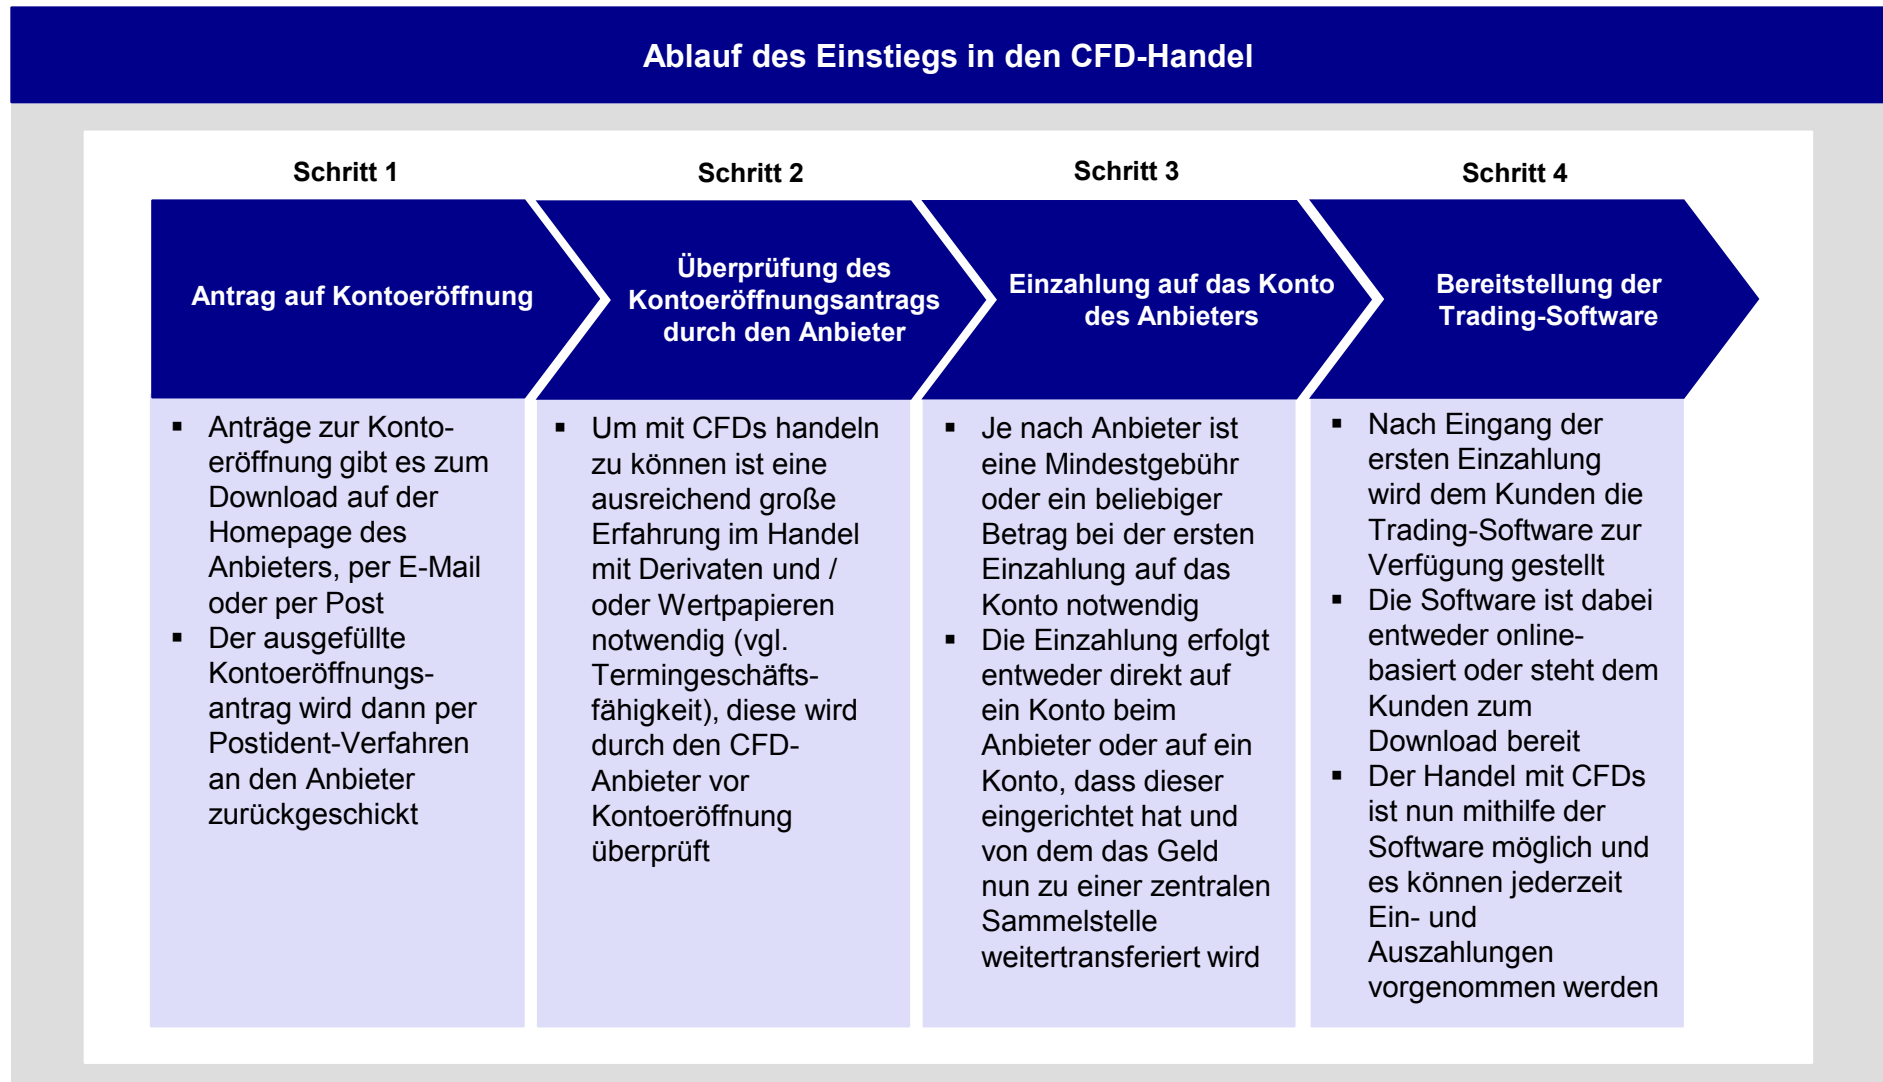 Ablauf des Einstiegs in den CFD-Handel
Schritt 1
Antrag auf Kontoeröffnung
▪ Anträge zur Konto-
eröffnung gibt es zum
Download auf der
Homepage des
Anbieters, per E-Mail
oder per Post
▪ Der ausgefüllte
Kontoeröffnungs-
antrag wird dann per
Postident-Verfahren
an den Anbieter
zurückgeschickt
Schritt 2
Überprüfung des
Kontoeröffnungsantrags
durch den Anbieter
▪ Um mit CFDs handeln
zu können ist eine
ausreichend große
Erfahrung im Handel
mit Derivaten und /
oder Wertpapieren
notwendig (vgl.
Termingeschäfts-
fähigkeit), diese wird
durch den CFD-
Anbieter vor
Kontoeröffnung
überprüft
Schritt 3
Einzahlung auf das Konto
des Anbieters
▪ Je nach Anbieter ist
eine Mindestgebühr
oder ein beliebiger
Betrag bei der ersten
Einzahlung auf das
Konto notwendig
▪ Die Einzahlung erfolgt
entweder direkt auf
ein Konto beim
Anbieter oder auf ein
Konto, dass dieser
eingerichtet hat und
von dem das Geld
nun zu einer zentralen
Sammelstelle
weitertransferiert wird
Schritt 4
Bereitstellung der
Trading-Software
▪ Nach Eingang der
ersten Einzahlung
wird dem Kunden die
Trading-Software zur
Verfügung gestellt
▪ Die Software ist dabei
entweder online-
basiert oder steht dem
Kunden zum
Download bereit
▪ Der Handel mit CFDs
ist nun mithilfe der
Software möglich und
es können jederzeit
Ein- und
Auszahlungen
vorgenommen werden